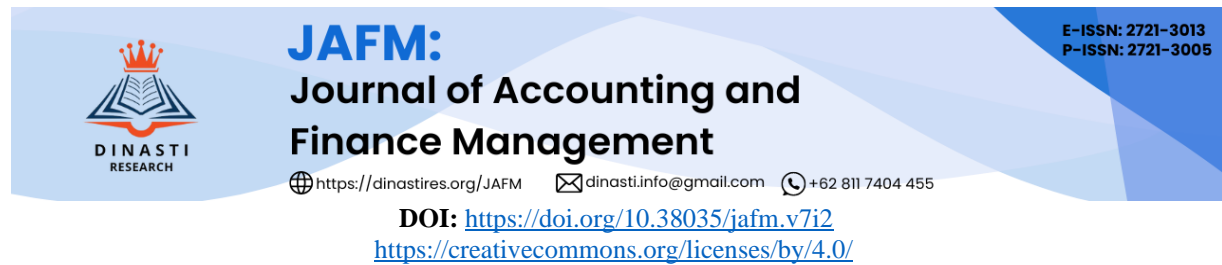 JAFM:
Journal of Accounting and
Finance Management
E-ISSN: 2721-3013
P-ISSN: 2721-3005
DINASTI
RESEARCH
https://dinastires.org/JAFM dinasti.info@gmail.com +62 811 7404 455
DOI: https://doi.org/10.38035/jafm.v7i2
https://creativecommons.org/licenses/by/4.0/